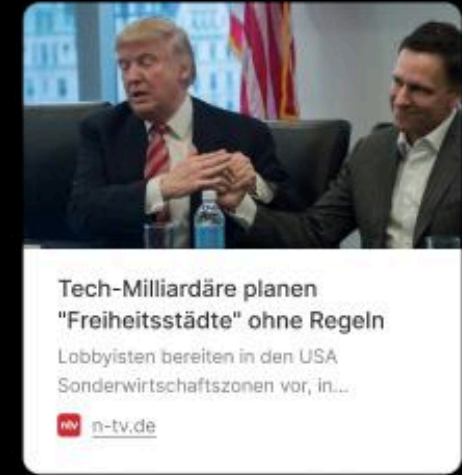 Tech-Milliardäre planen
"Freiheitsstädte" ohne Regeln
Lobbyisten bereiten in den USA
Sonderwirtschaftszonen vor, in...
ntv n-tv.de